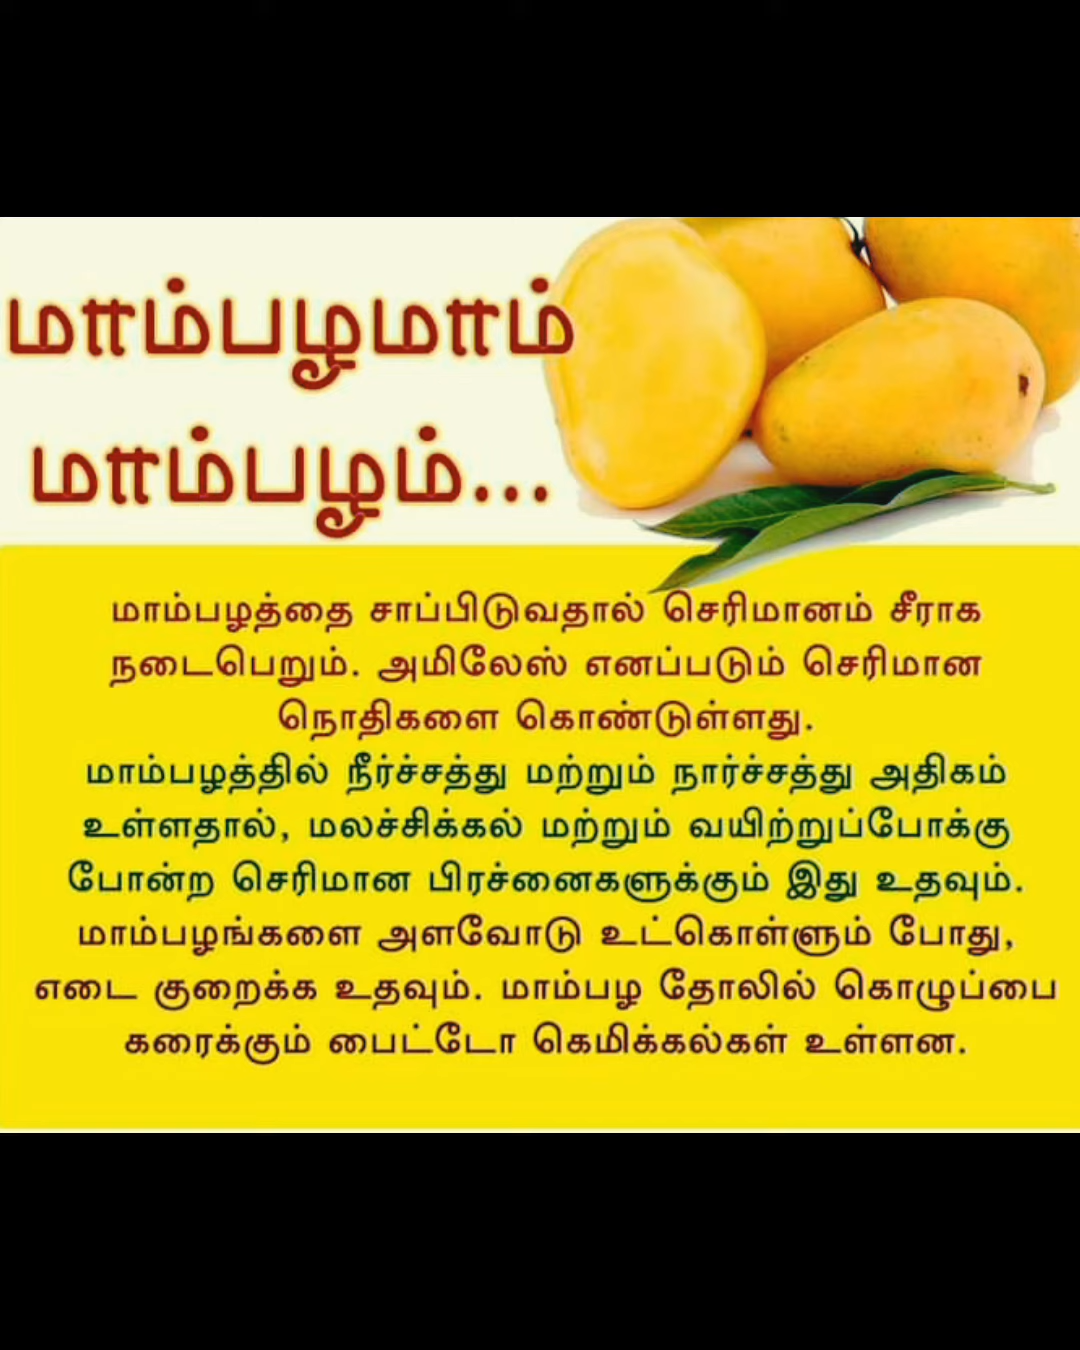 மாம்பழமாம்
மாம்பழம்...
மாம்பழத்தை சாப்பிடுவதால் செரிமானம் சீராக
நடைபெறும். அமிலேஸ் எனப்படும் செரிமான
நொதிகளை கொண்டுள்ளது.
மாம்பழத்தில் நீர்ச்சத்து மற்றும் நார்ச்சத்து அதிகம்
உள்ளதால், மலச்சிக்கல் மற்றும் வயிற்றுப்போக்கு
போன்ற செரிமான பிரச்னைகளுக்கும் இது உதவும்.
மாம்பழங்களை அளவோடு உட்கொள்ளும் போது,
எடை குறைக்க உதவும். மாம்பழ தோலில் கொழுப்பை
கரைக்கும் பைட்டோ கெமிக்கல்கள் உள்ளன.